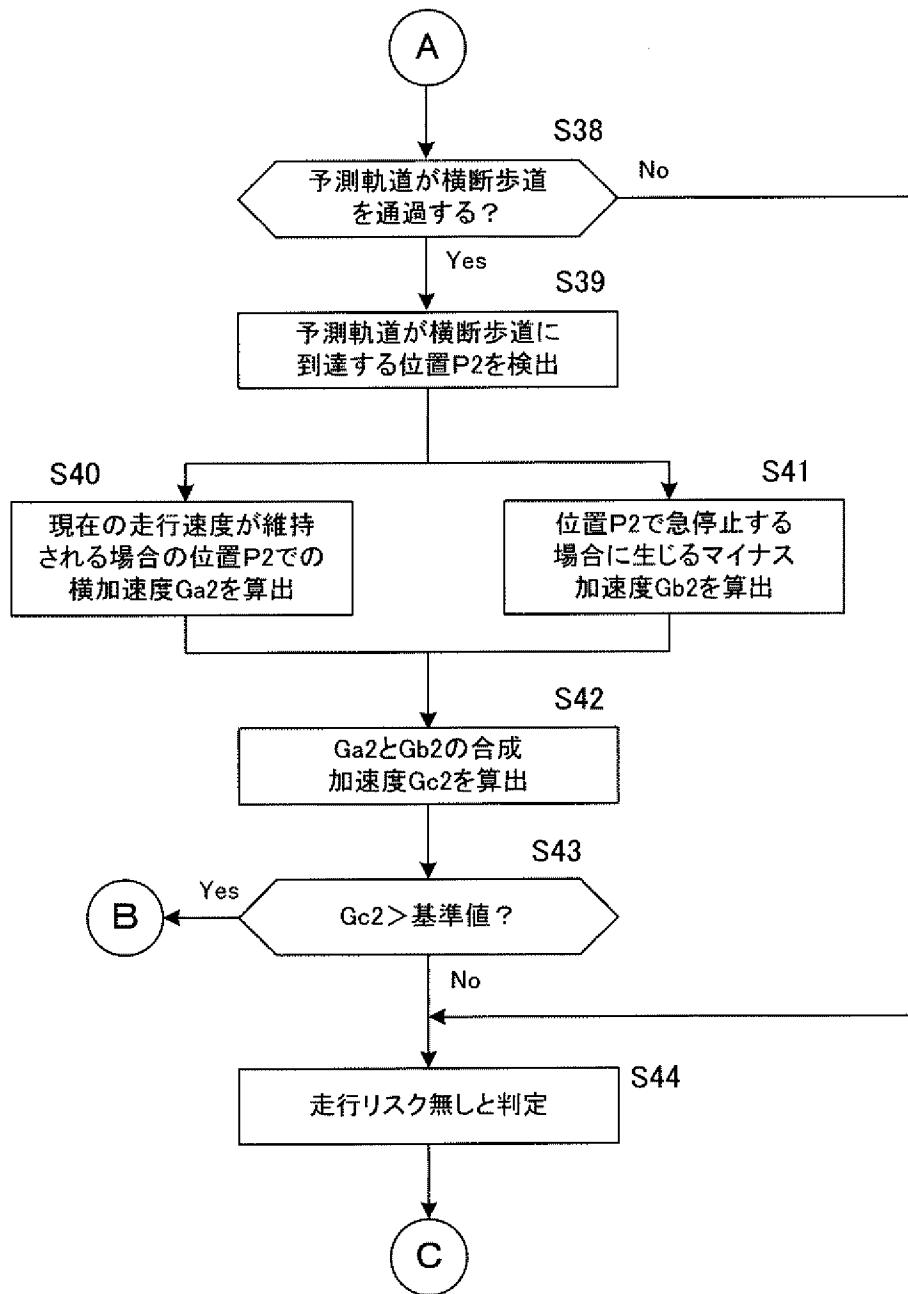 A
S38
予測軌道が横断歩道
を通過する？
No
Yes
S39
予測軌道が横断歩道に
到達する位置P2を検出
S40
現在の走行速度が維持
される場合の位置P2での
横加速度Ga2を算出
S41
位置P2で急停止する
場合に生じるマイナス
加速度Gb2を算出
S42
Ga2とGb2の合成
加速度Gc2を算出
S43
Gc2＞基準値？
Yes
B
No
S44
走行リスク無しと判定
C